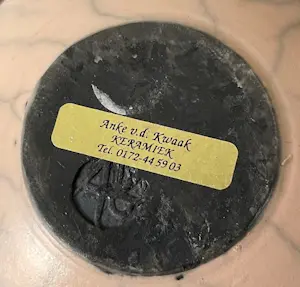 Anke v.d. Kwaak
KERAMIEK
Tel. 0172-44 59 03